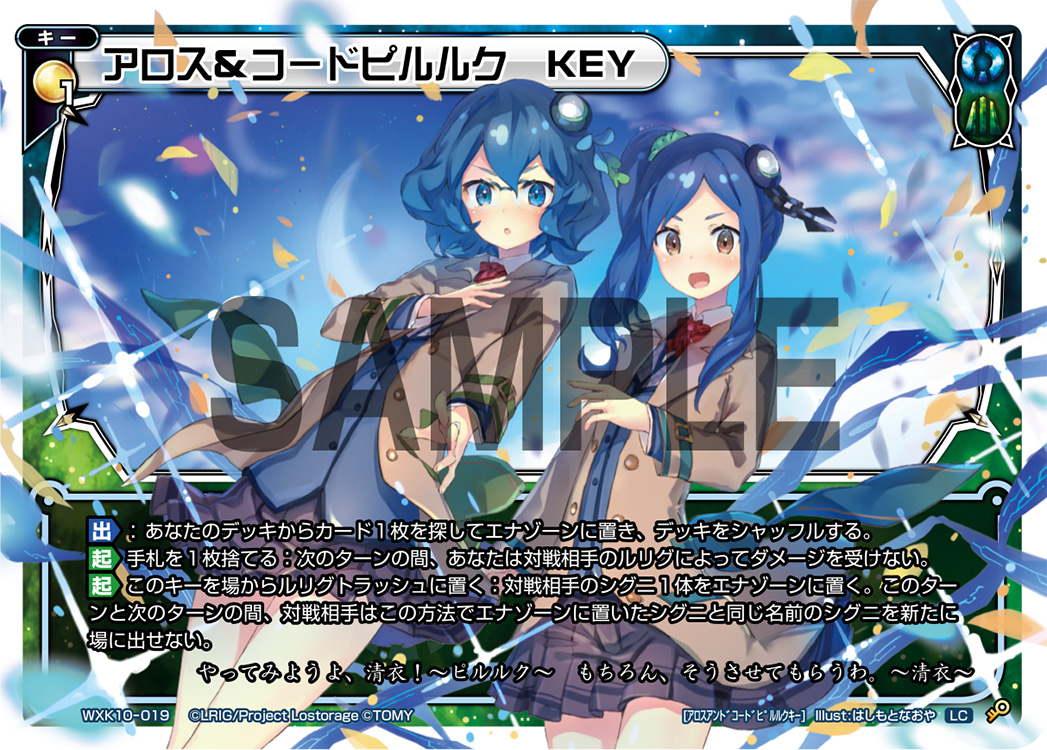 キー
アロス&コードピルルク　KEY
1
SAMPLE
出：あなたのデッキからカード１枚を探してエナゾーンに置き、デッキをシャッフルする。
起 手札を１枚捨てる：次のターンの間、あなたは対戦相手のルリグによってダメージを受けない。
起 このキーを場からルリグトラッシュに置く：対戦相手のシグニ１体をエナゾーンに置く。このター
ンと次のターンの間、対戦相手はこの方法でエナゾーンに置いたシグニと同じ名前のシグニを新たに
場に出せない。
やってみようよ、清衣！～ピルルク～　もちろん、そうさせてもらうわ。～清衣～
WXK10-019　©LRIG/Project Lostorage ©TOMY　[アロスアンドコードピルルクキー]　Illust:はしもとなおや　LC